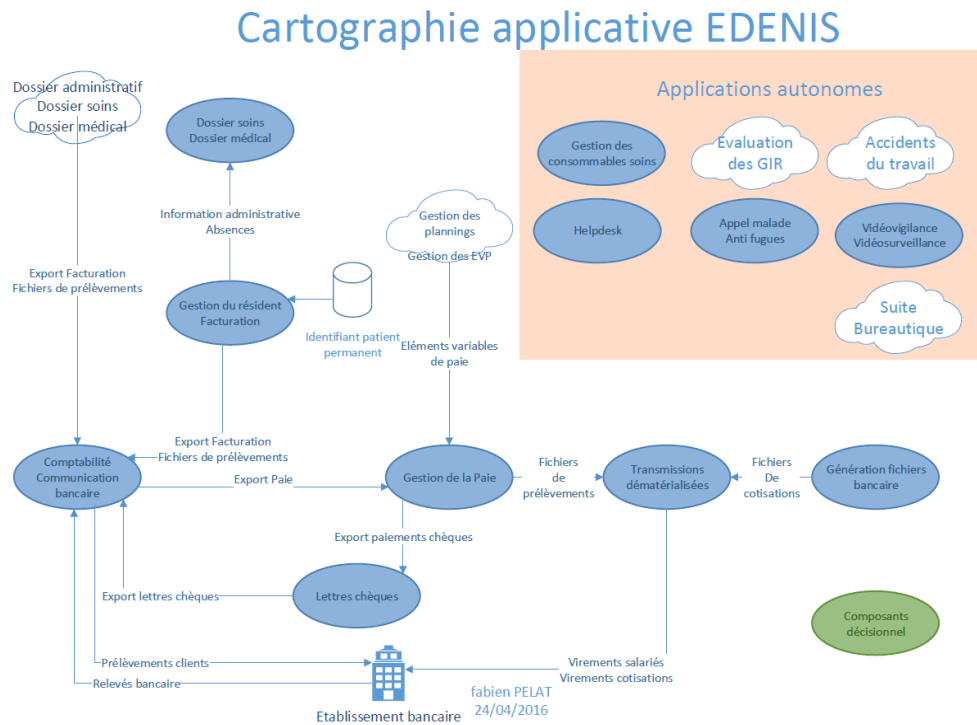 Cartographie applicative EDENIS
Dossier administratif
Dossier soins
Dossier médical
Dossier soins
Dossier médical
Applications autonomes
Gestion des
consommables soins
Evaluation
des GIR
Accidents
du travail
Helpdesk
Appel malade
Anti fugues
Vidéovigilance
Vidéosurveillance
Suite
Bureautique
Information administrative
Absences
Gestion des
plannings
Gestion des EVP
Export Facturation
Fichiers de prélèvements
Gestion du résident
Facturation
Identifiant patient
permanent
Eléments variables
de paie
Export Facturation
Fichiers de prélèvements
Comptabilité
Communication
bancaire
Export Paie
Gestion de la Paie
Fichiers
de
prélèvements
Transmissions
dématérialisées
Fichiers
De
cotisations
Génération fichiers
bancaire
Export paiements chèques
Export lettres chèques
Lettres chèques
Composants
décisionnel
Prélèvements clients
Relevés bancaire
Virements salariés
Virements cotisations
Etablissement bancaire
fabien PELAT
24/04/2016